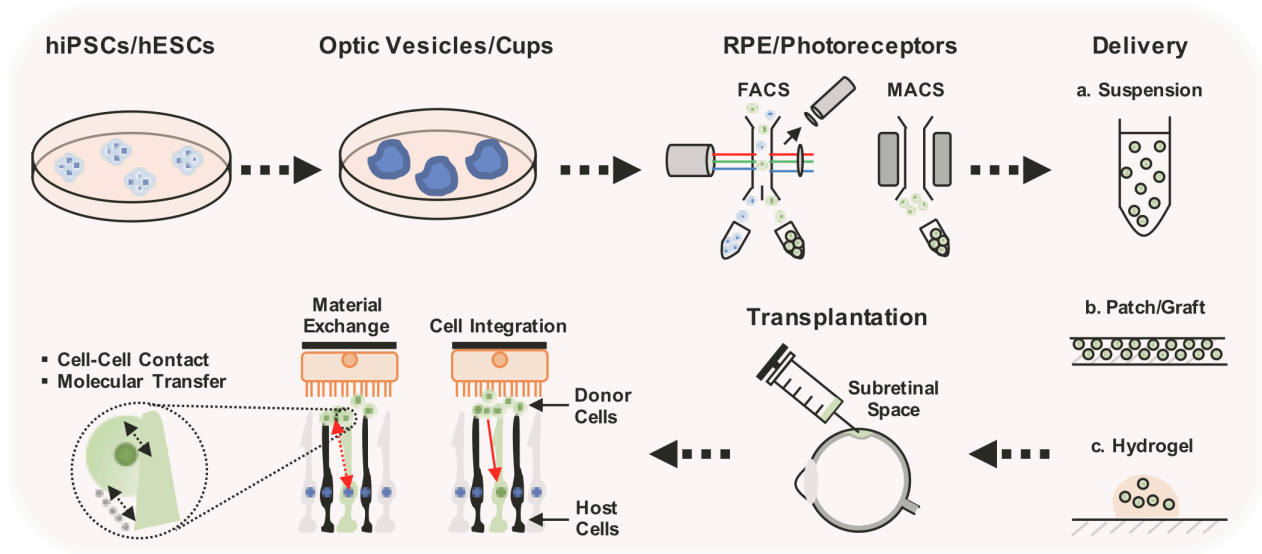 hiPSCs/hESCs
Optic Vesicles/Cups
RPE/Photoreceptors
FACS
MACS
Delivery
a. Suspension
b. Patch/Graft
c. Hydrogel
Transplantation
Subretinal
Space
Material
Exchange
Cell Integration
▪ Cell-Cell Contact
▪ Molecular Transfer
Donor
Cells
Host
Cells